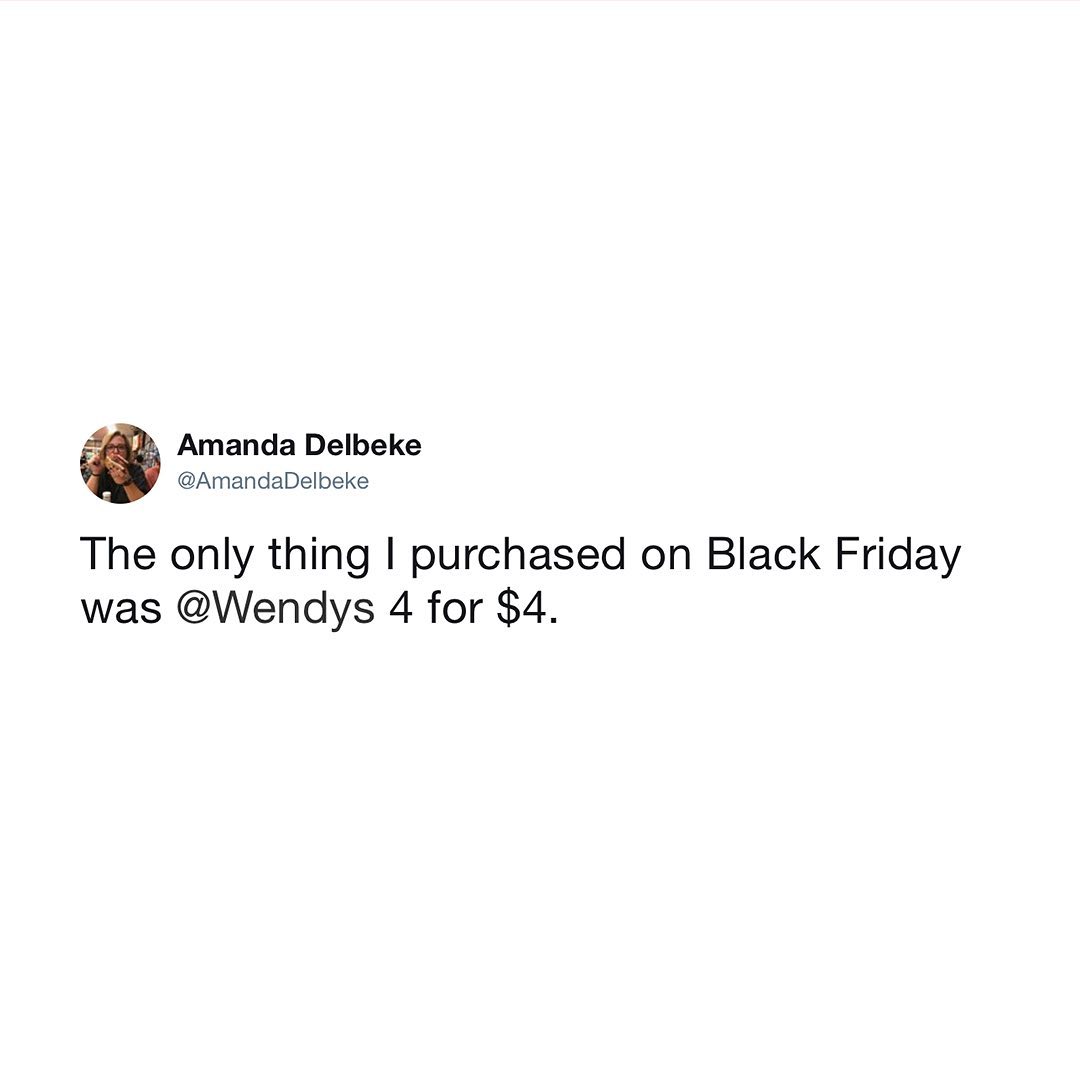 Amanda Delbeke
@AmandaDelbeke
The only thing I purchased on Black Friday
was @Wendys 4 for $4.